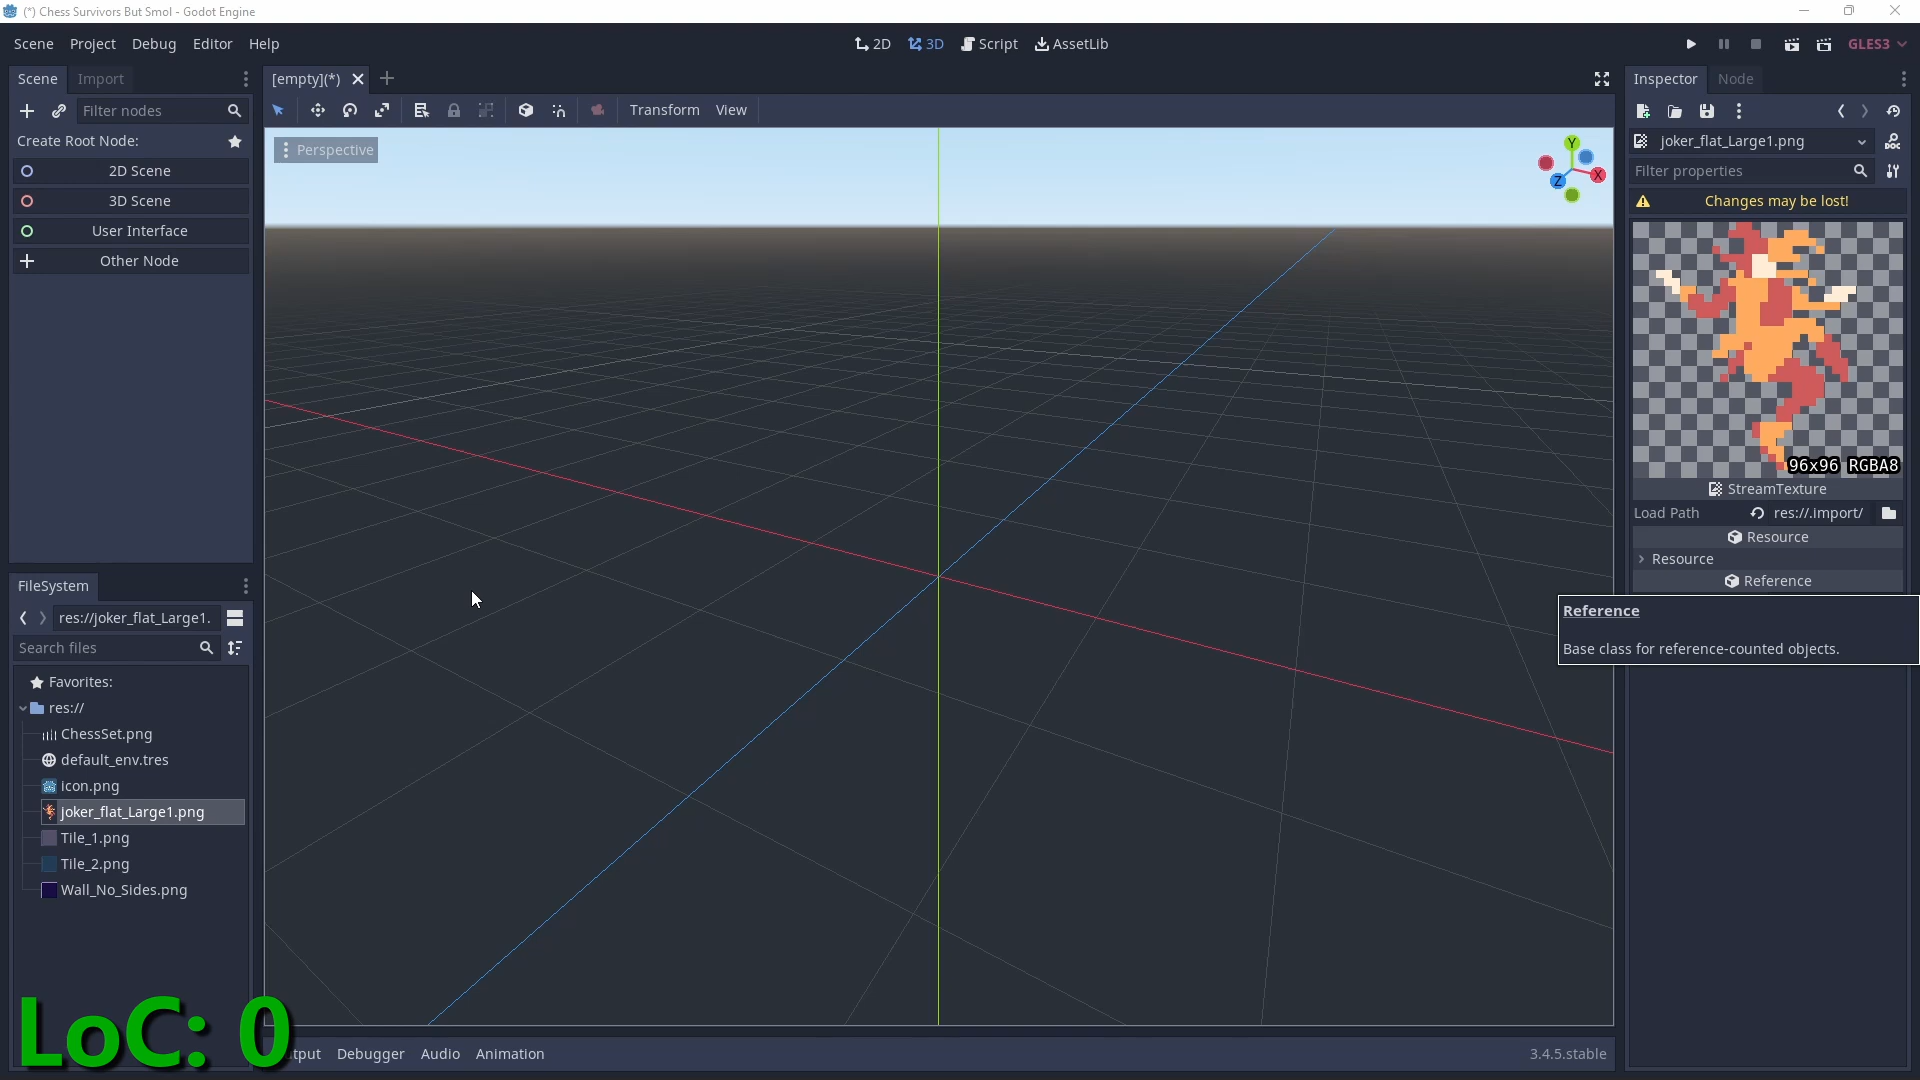 (*) Chess Survivors But Smol - Godot Engine
Scene Project Debug Editor Help
2D 3D Script AssetLib
GLES3
Scene Import
[empty](*)
Inspector Node
Filter nodes
Transform View
Create Root Node:
2D Scene
3D Scene
User Interface
Other Node
Perspective
Y
X
Z
joker_flat_Large1.png
Filter properties
Changes may be lost!
96x96 RGBA8
StreamTexture
Load Path res://.import/
Resource
Resource
Reference
Reference
Base class for reference-counted objects.
FileSystem
res://joker_flat_Large1.
Search files
Favorites:
res://
ChessSet.png
default_env.tres
icon.png
joker_flat_Large1.png
Tile_1.png
Tile_2.png
Wall_No_Sides.png
LoC: 0
tput Debugger Audio Animation
3.4.5.stable